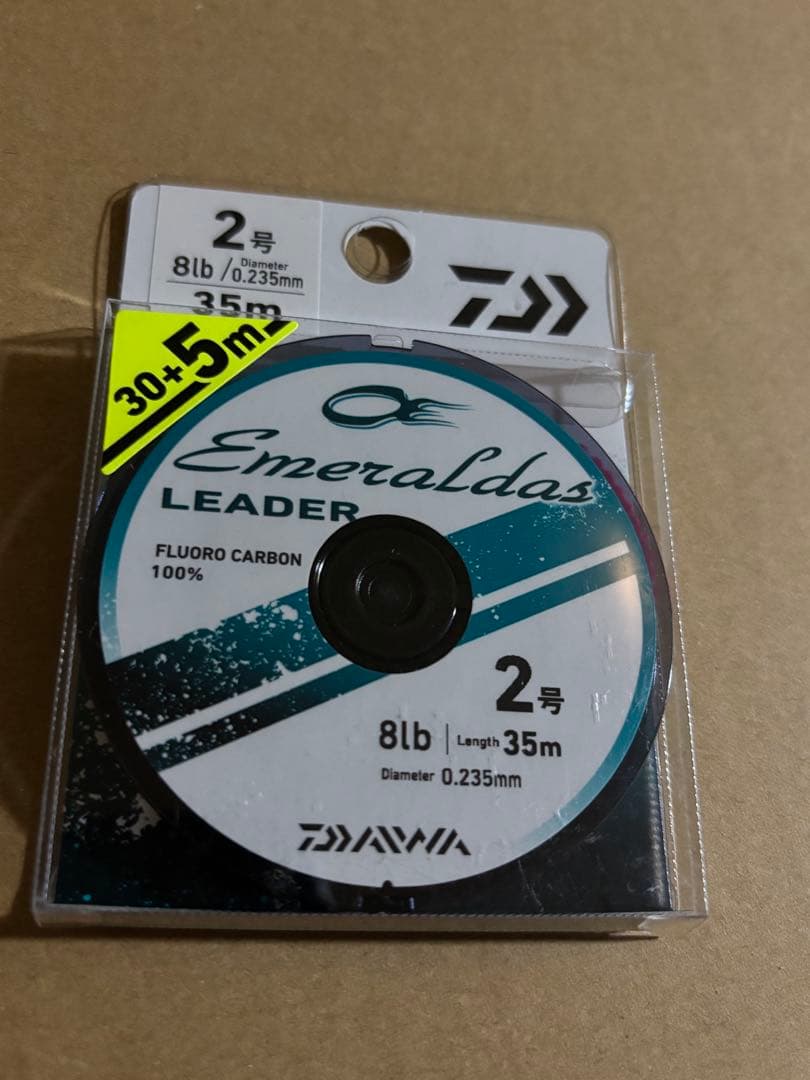 2号
8lb / Diameter 0.235mm
35m
30+5m
Emeraldas
LEADER
FLUORO CARBON
100%
2号
8lb | Length 35m
Diameter 0.235mm
DAIWA